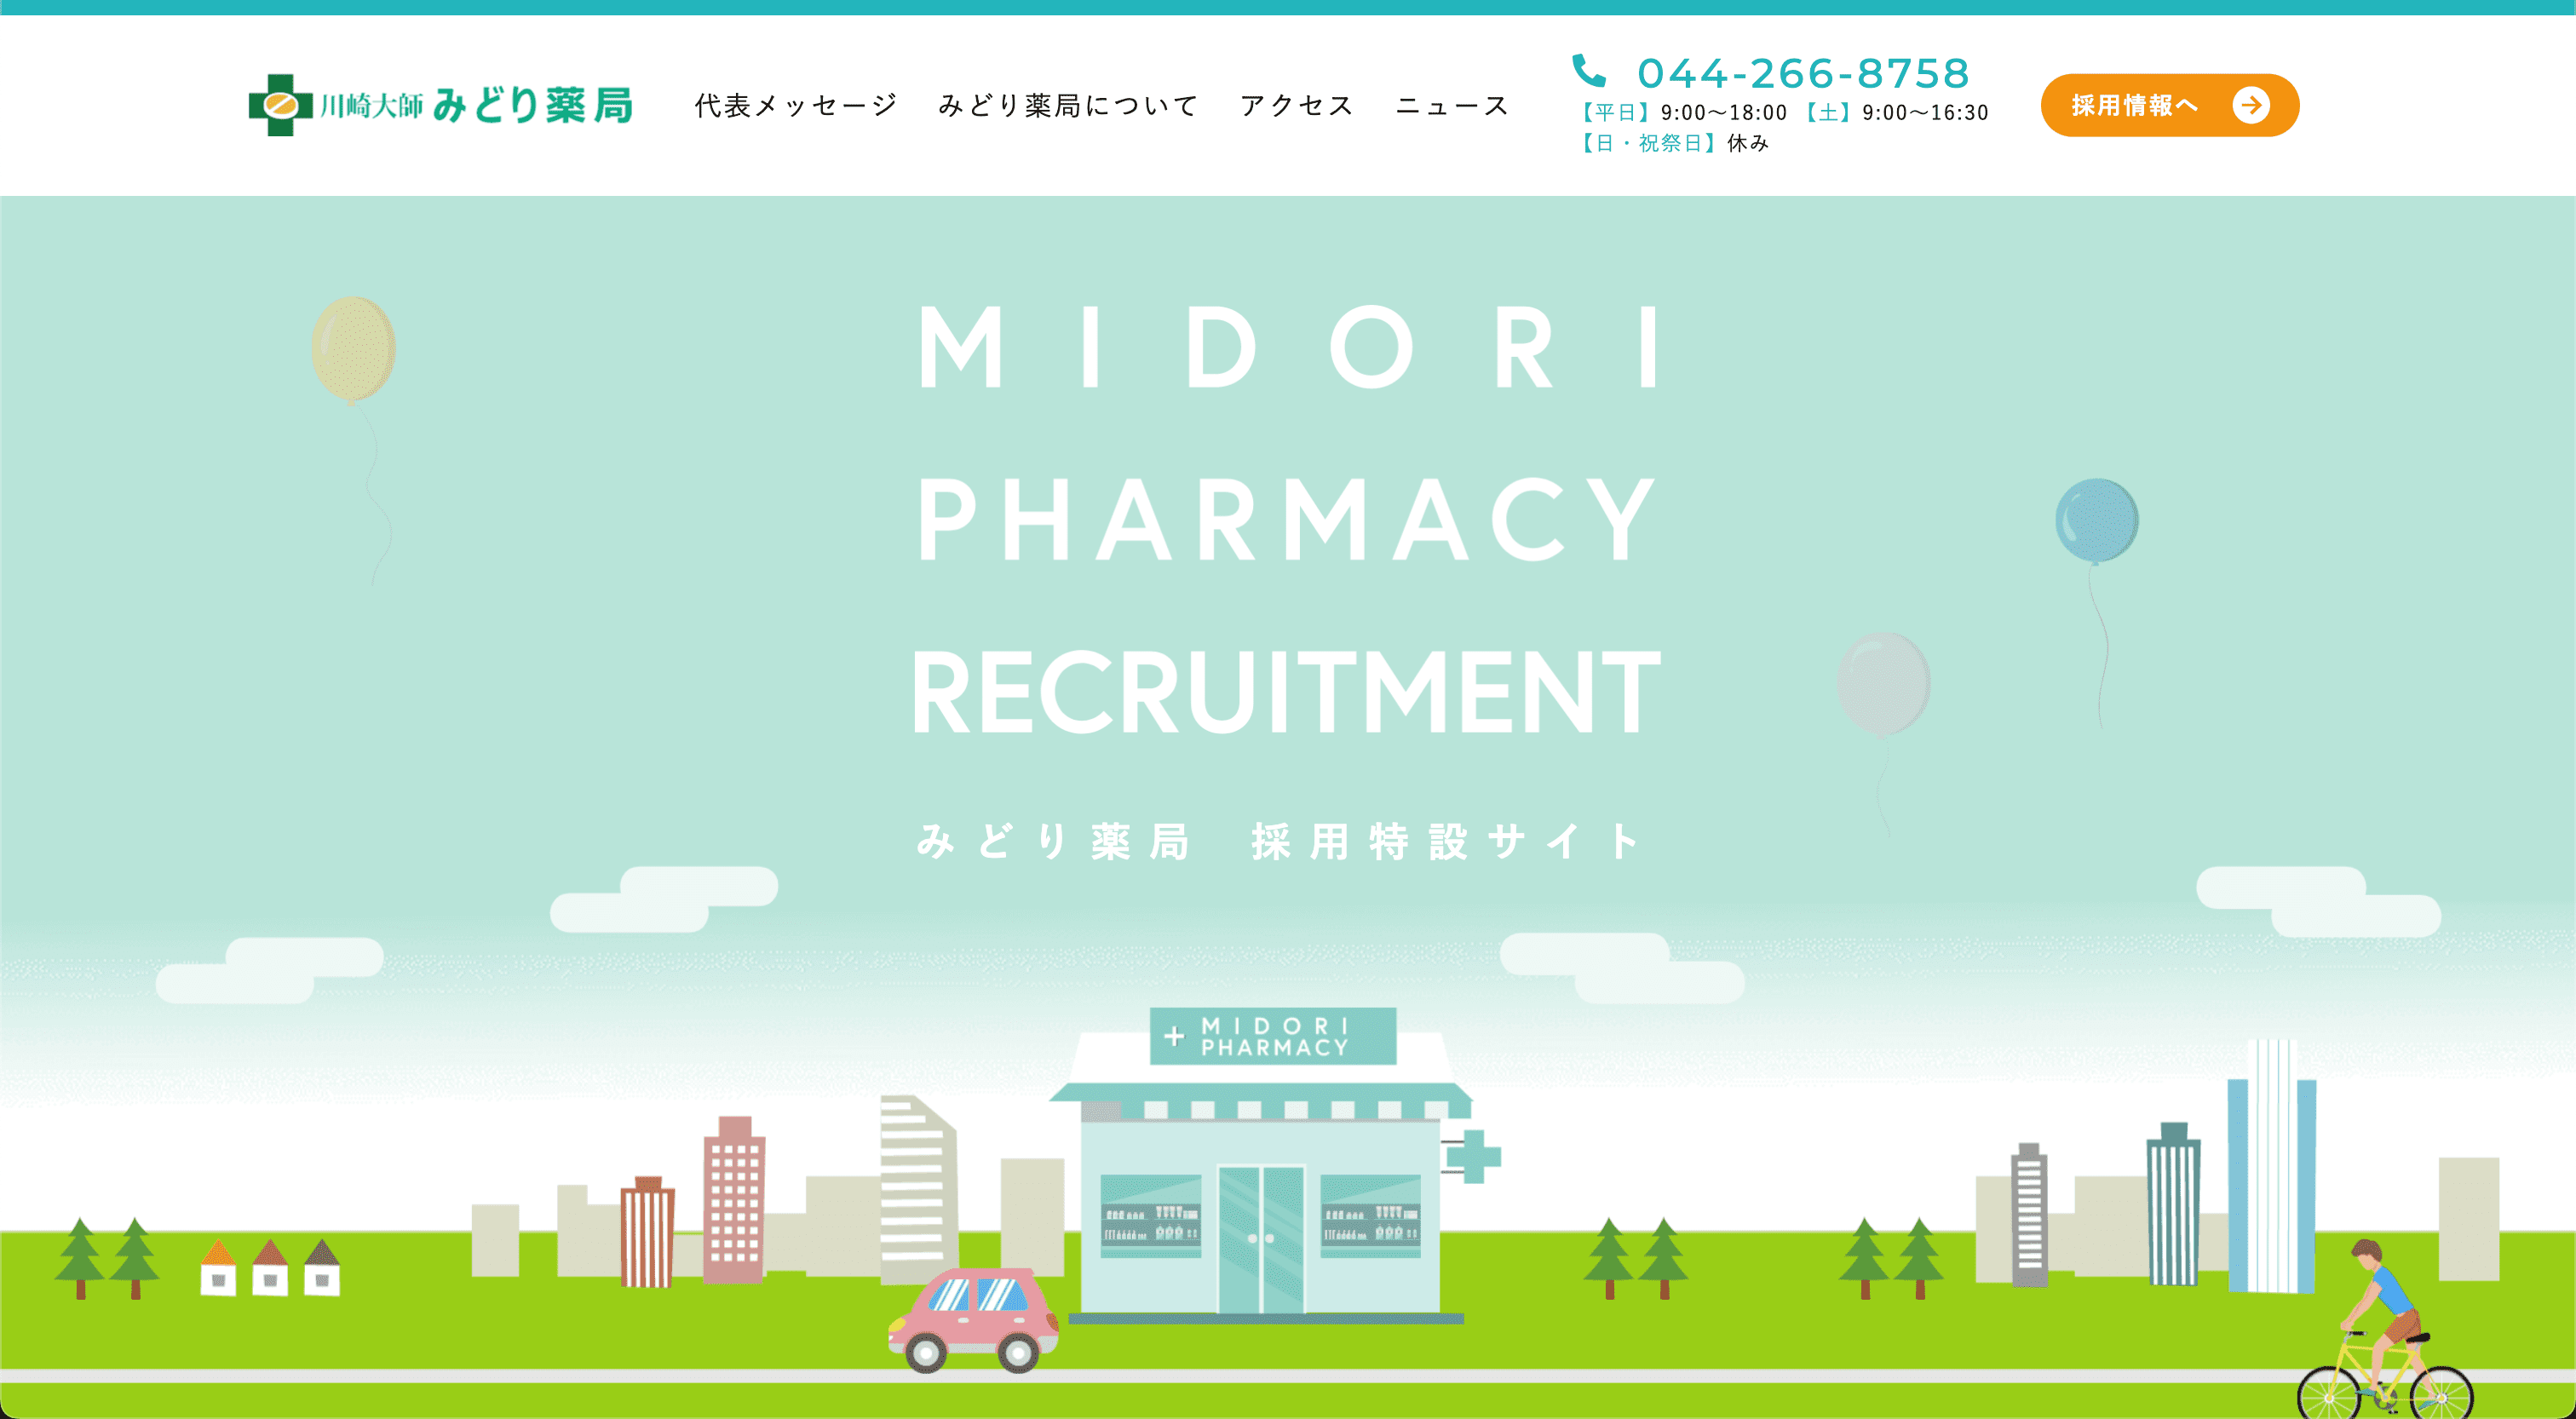 川崎大師 みどり薬局
代表メッセージ
みどり薬局について
アクセス
ニュース
044-266-8758
【平日】9:00〜18:00 【土】9:00〜16:30
【日・祝祭日】休み
採用情報へ
MIDORI
PHARMACY
RECRUITMENT
みどり薬局 採用特設サイト
MIDORI
PHARMACY